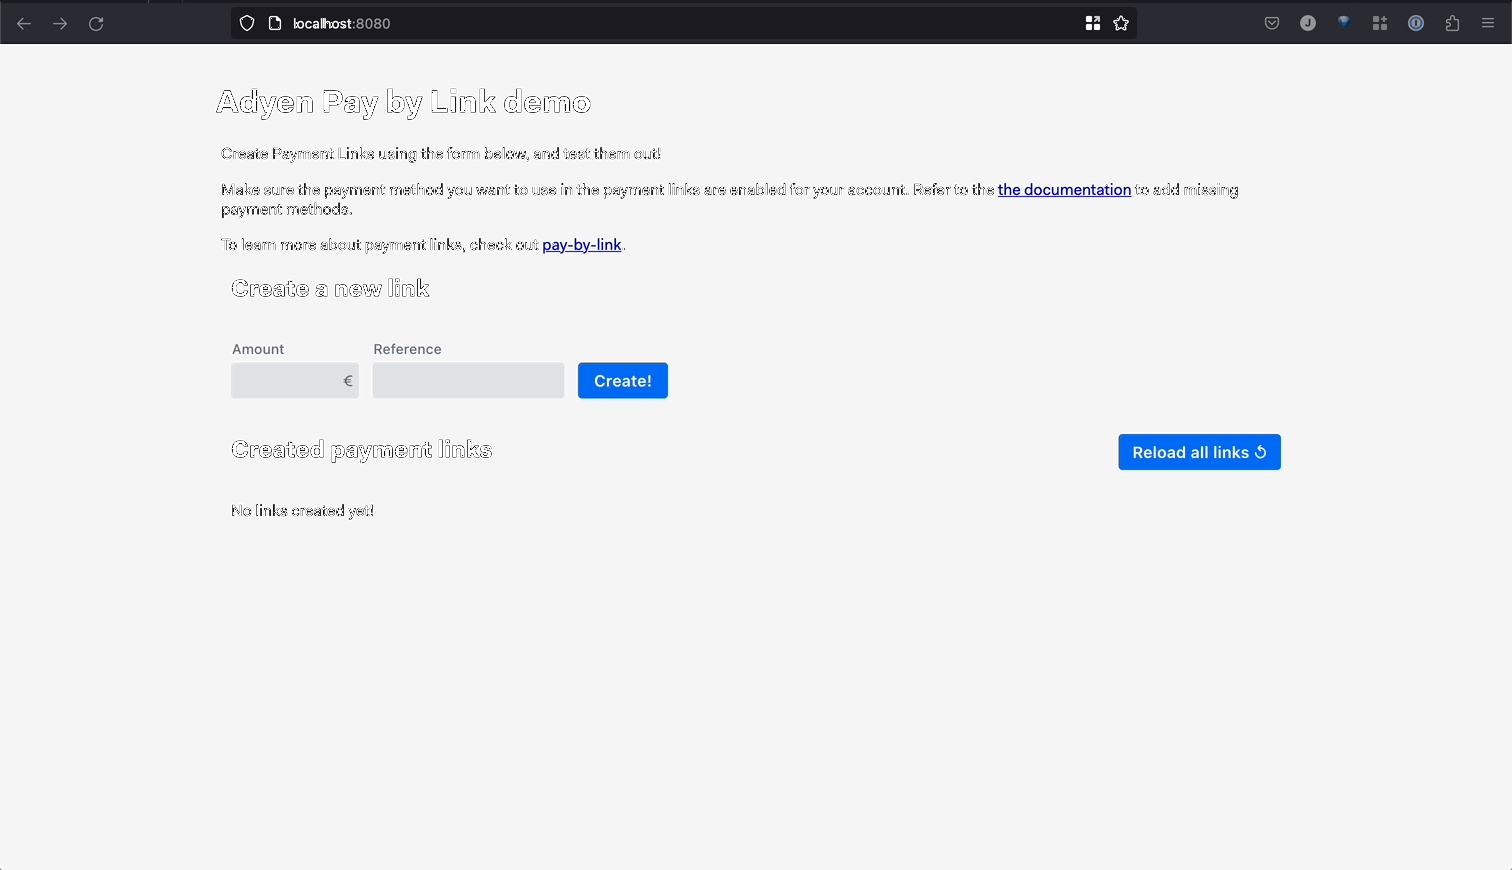 localhost:8080
Adyen Pay by Link demo
Create Payment Links using the form below, and test them out!
Make sure the payment method you want to use in the payment links are enabled for your account. Refer to the the documentation to add missing
payment methods.
To learn more about payment links, check out pay-by-link.
Create a new link
Amount Reference
€ Create!
Created payment links Reload all links
No links created yet!
J